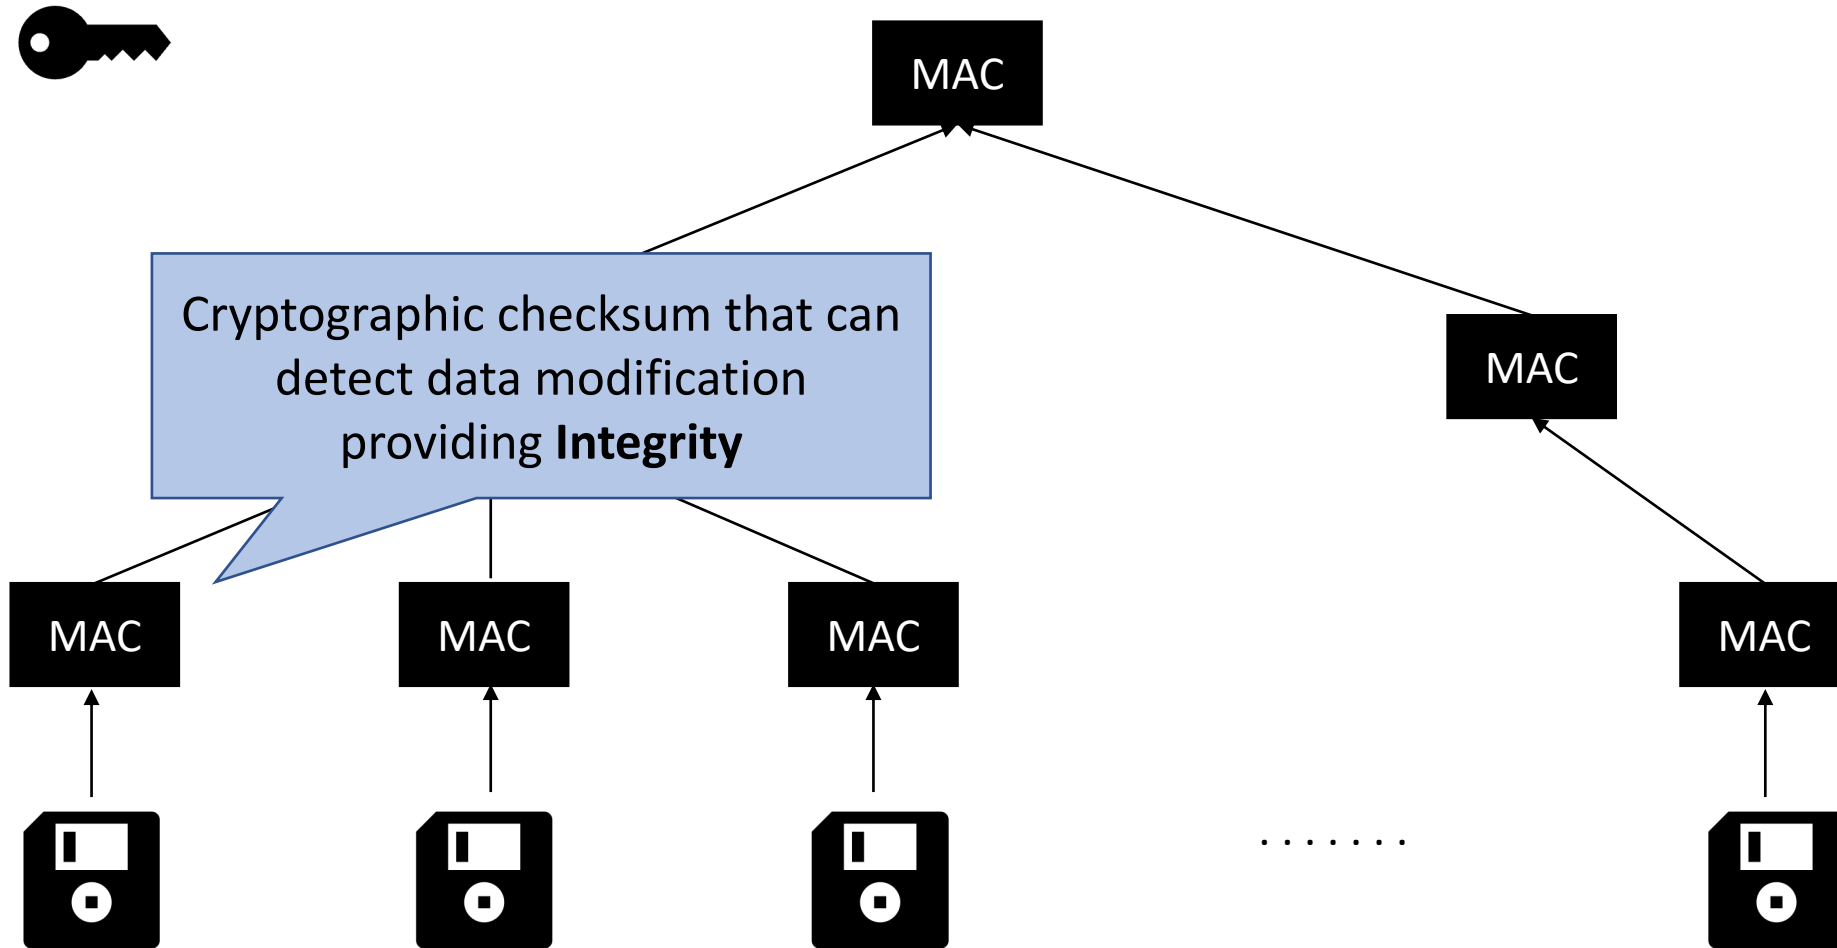 MAC
Cryptographic checksum that can
detect data modification
providing Integrity
MAC
MAC
MAC
MAC
MAC
. . . . . . .